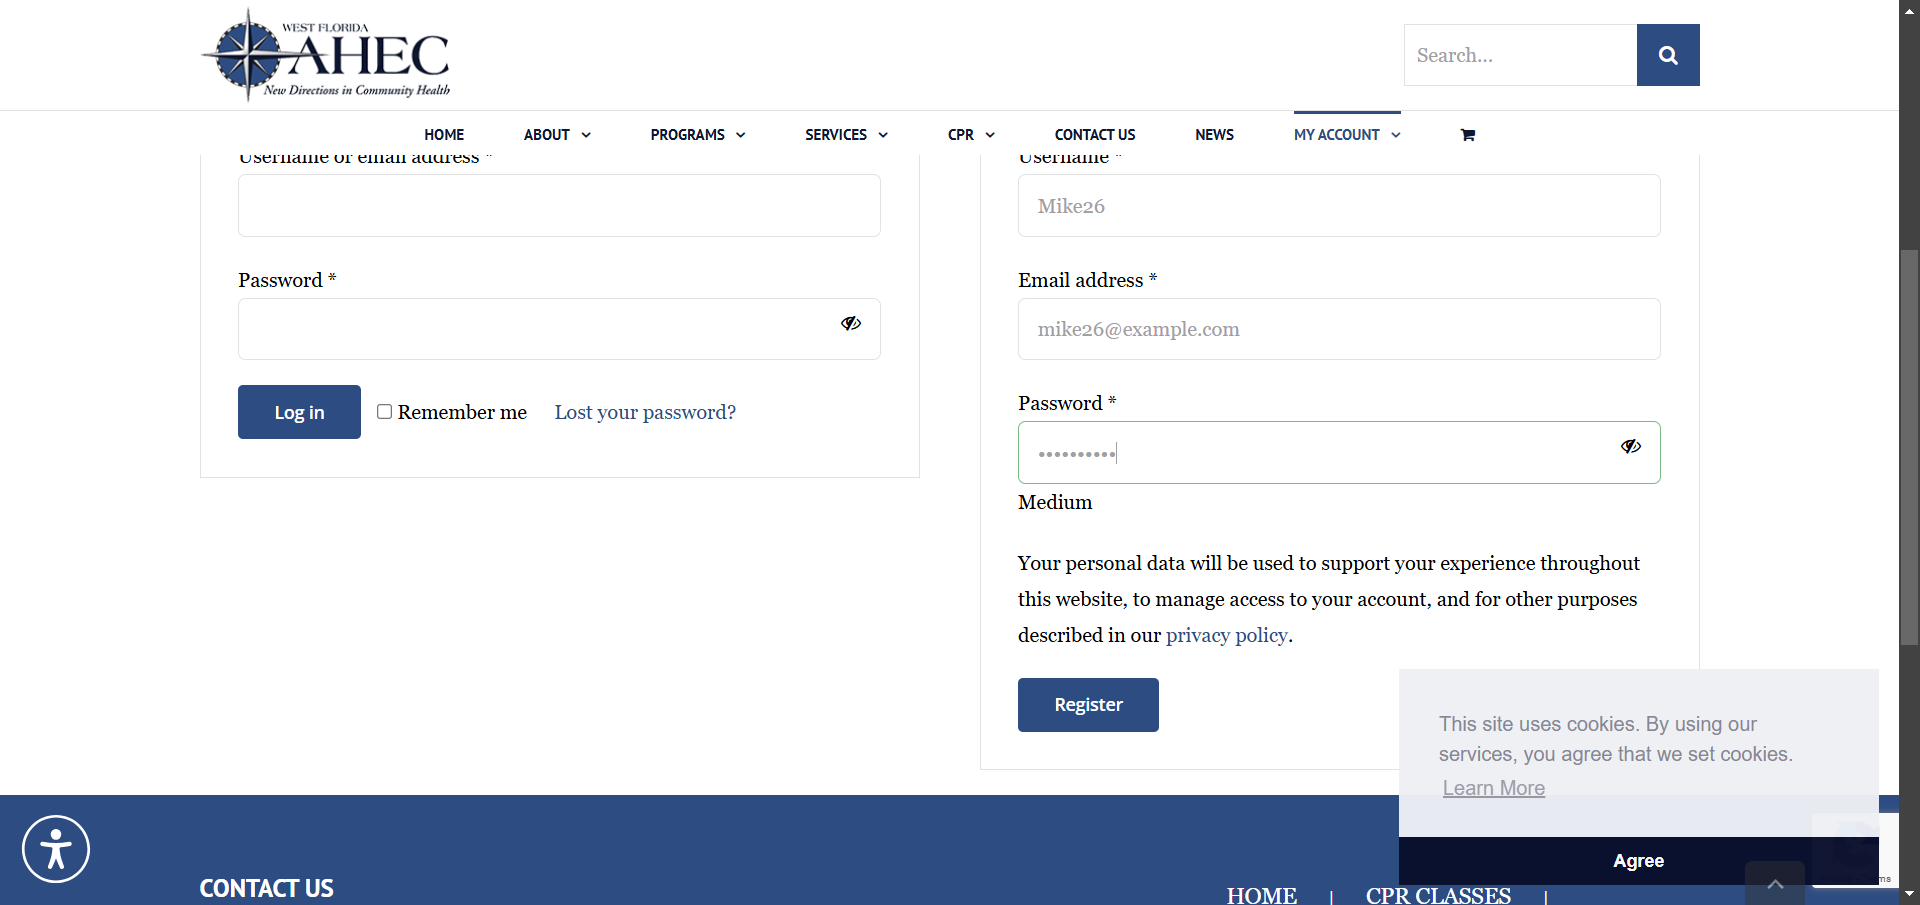 WEST FLORIDA
AHEC
New Directions in Community Health
Search...
HOME
ABOUT
PROGRAMS
SERVICES
CPR
CONTACT US
NEWS
MY ACCOUNT
Username or email address *
Password *
Log in
Remember me
Lost your password?
Username *
Mike26
Email address *
mike26@example.com
Password *
••••••••••
Medium
Your personal data will be used to support your experience throughout
this website, to manage access to your account, and for other purposes
described in our privacy policy.
Register
This site uses cookies. By using our
services, you agree that we set cookies.
Learn More
Agree
CONTACT US
HOME | CPR CLASSES |